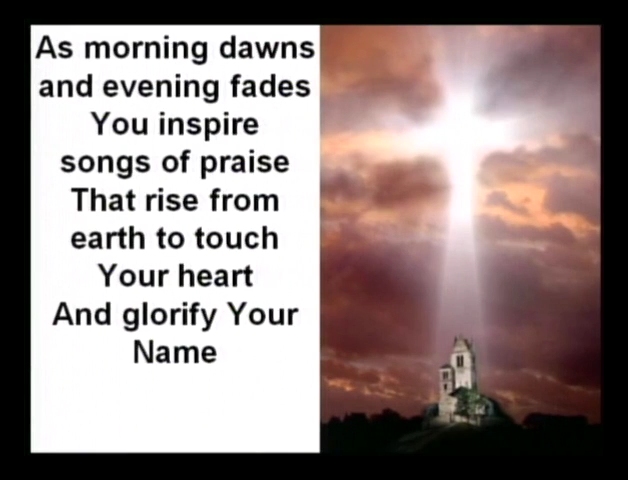 As morning dawns
and evening fades
You inspire
songs of praise
That rise from
earth to touch
Your heart
And glorify Your
Name